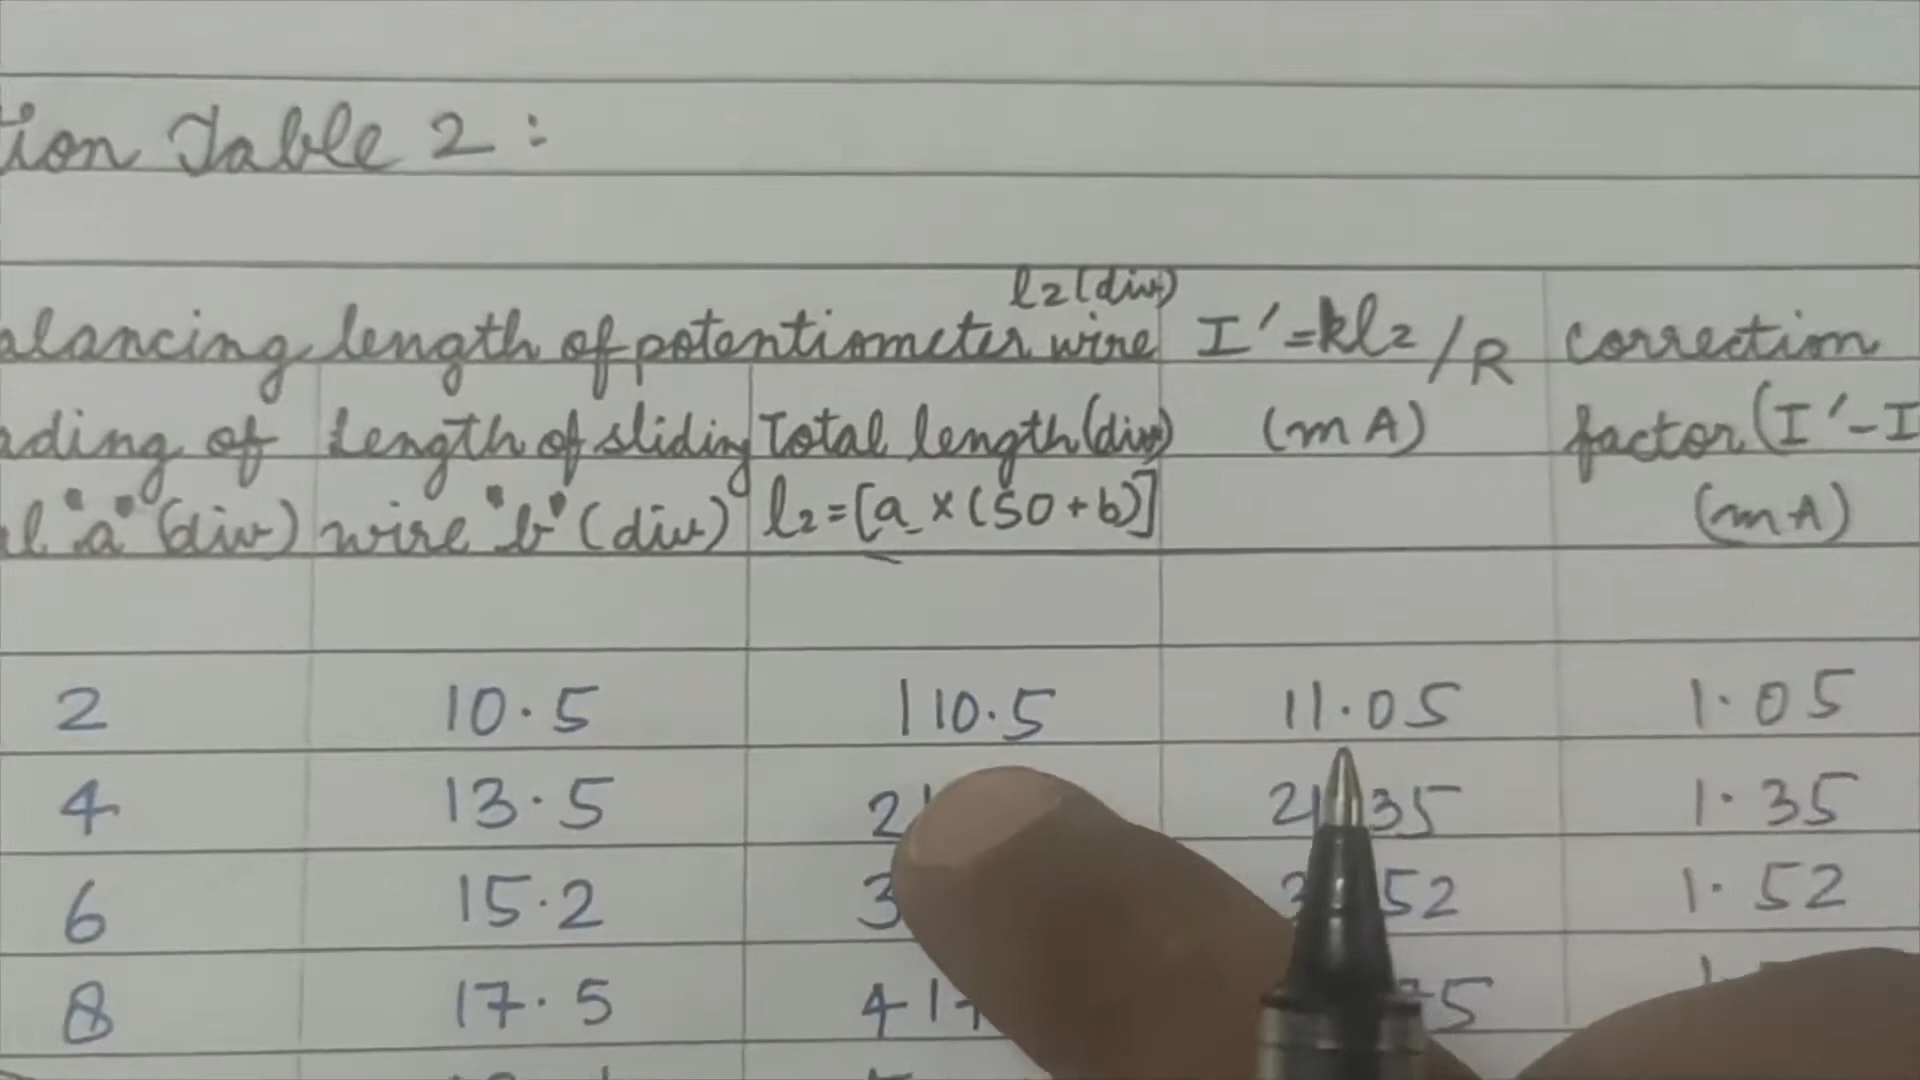 tion Table 2 :
l2 (div)
alancing length of potentiometer wire I' = kl2/R correction
ading of length of sliding Total length (div) (mA) factor (I' - I
al "a" (div) wire "b" (div) l2 = [a × (50 + b)] (mA)
2 10.5 110.5 11.05 1.05
4 13.5 1.35
6 15.2 1.52
8 17.5